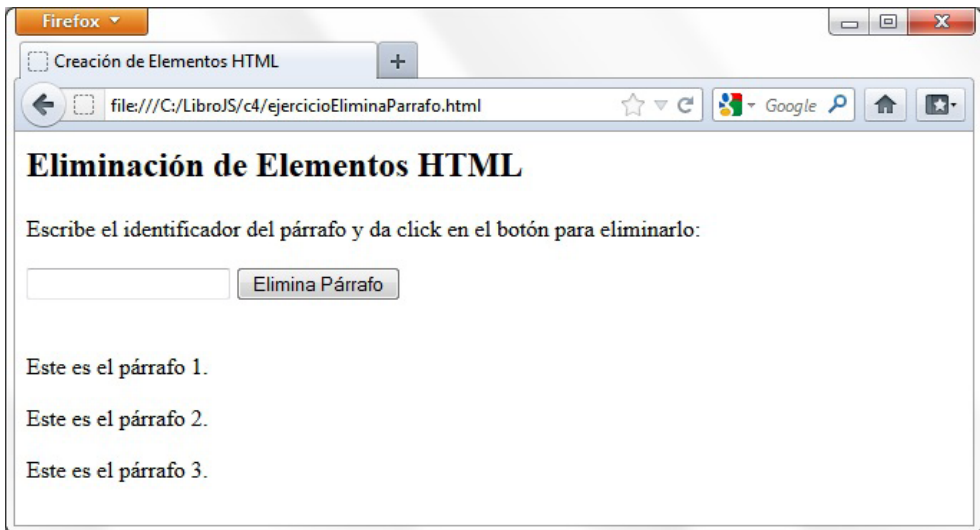 Firefox
Creación de Elementos HTML
file:///C:/LibroJS/c4/ejercicioEliminaParrafo.html
Google
Eliminación de Elementos HTML
Escribe el identificador del párrafo y da click en el botón para eliminarlo:
Elimina Párrafo
Este es el párrafo 1.
Este es el párrafo 2.
Este es el párrafo 3.